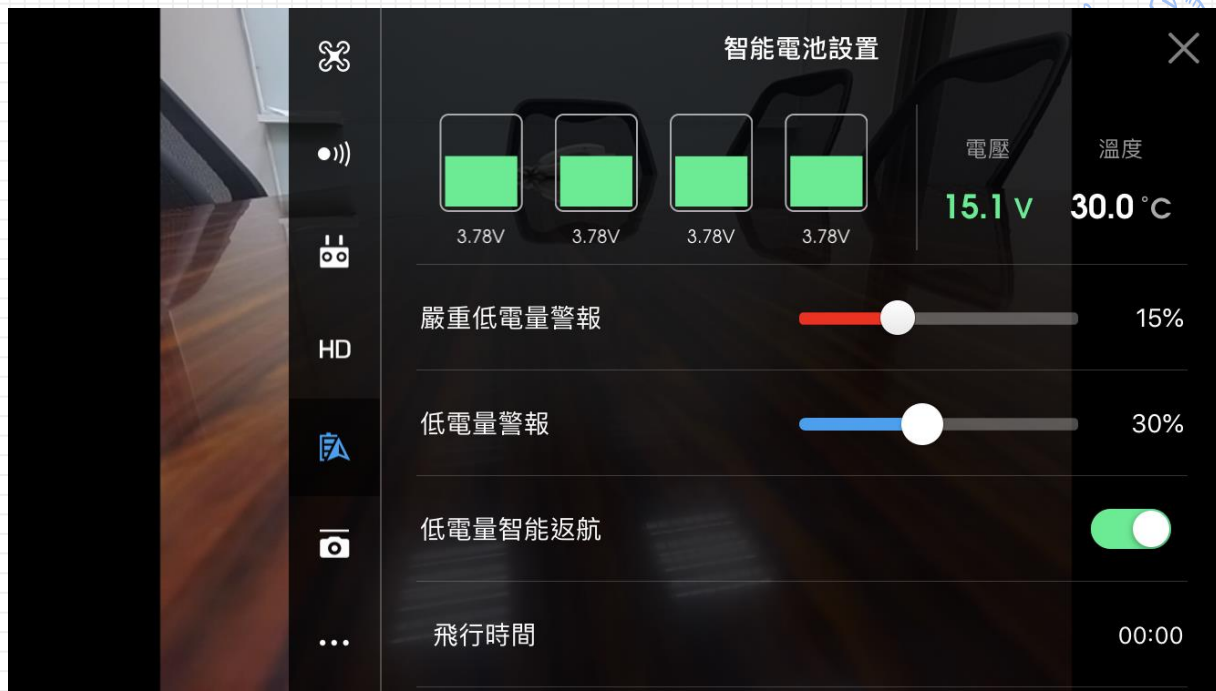 智能電池設置
電壓 溫度
15.1 V 30.0 °C
3.78V 3.78V 3.78V 3.78V
嚴重低電量警報 15%
HD
低電量警報 30%
低電量智能返航
飛行時間 00:00